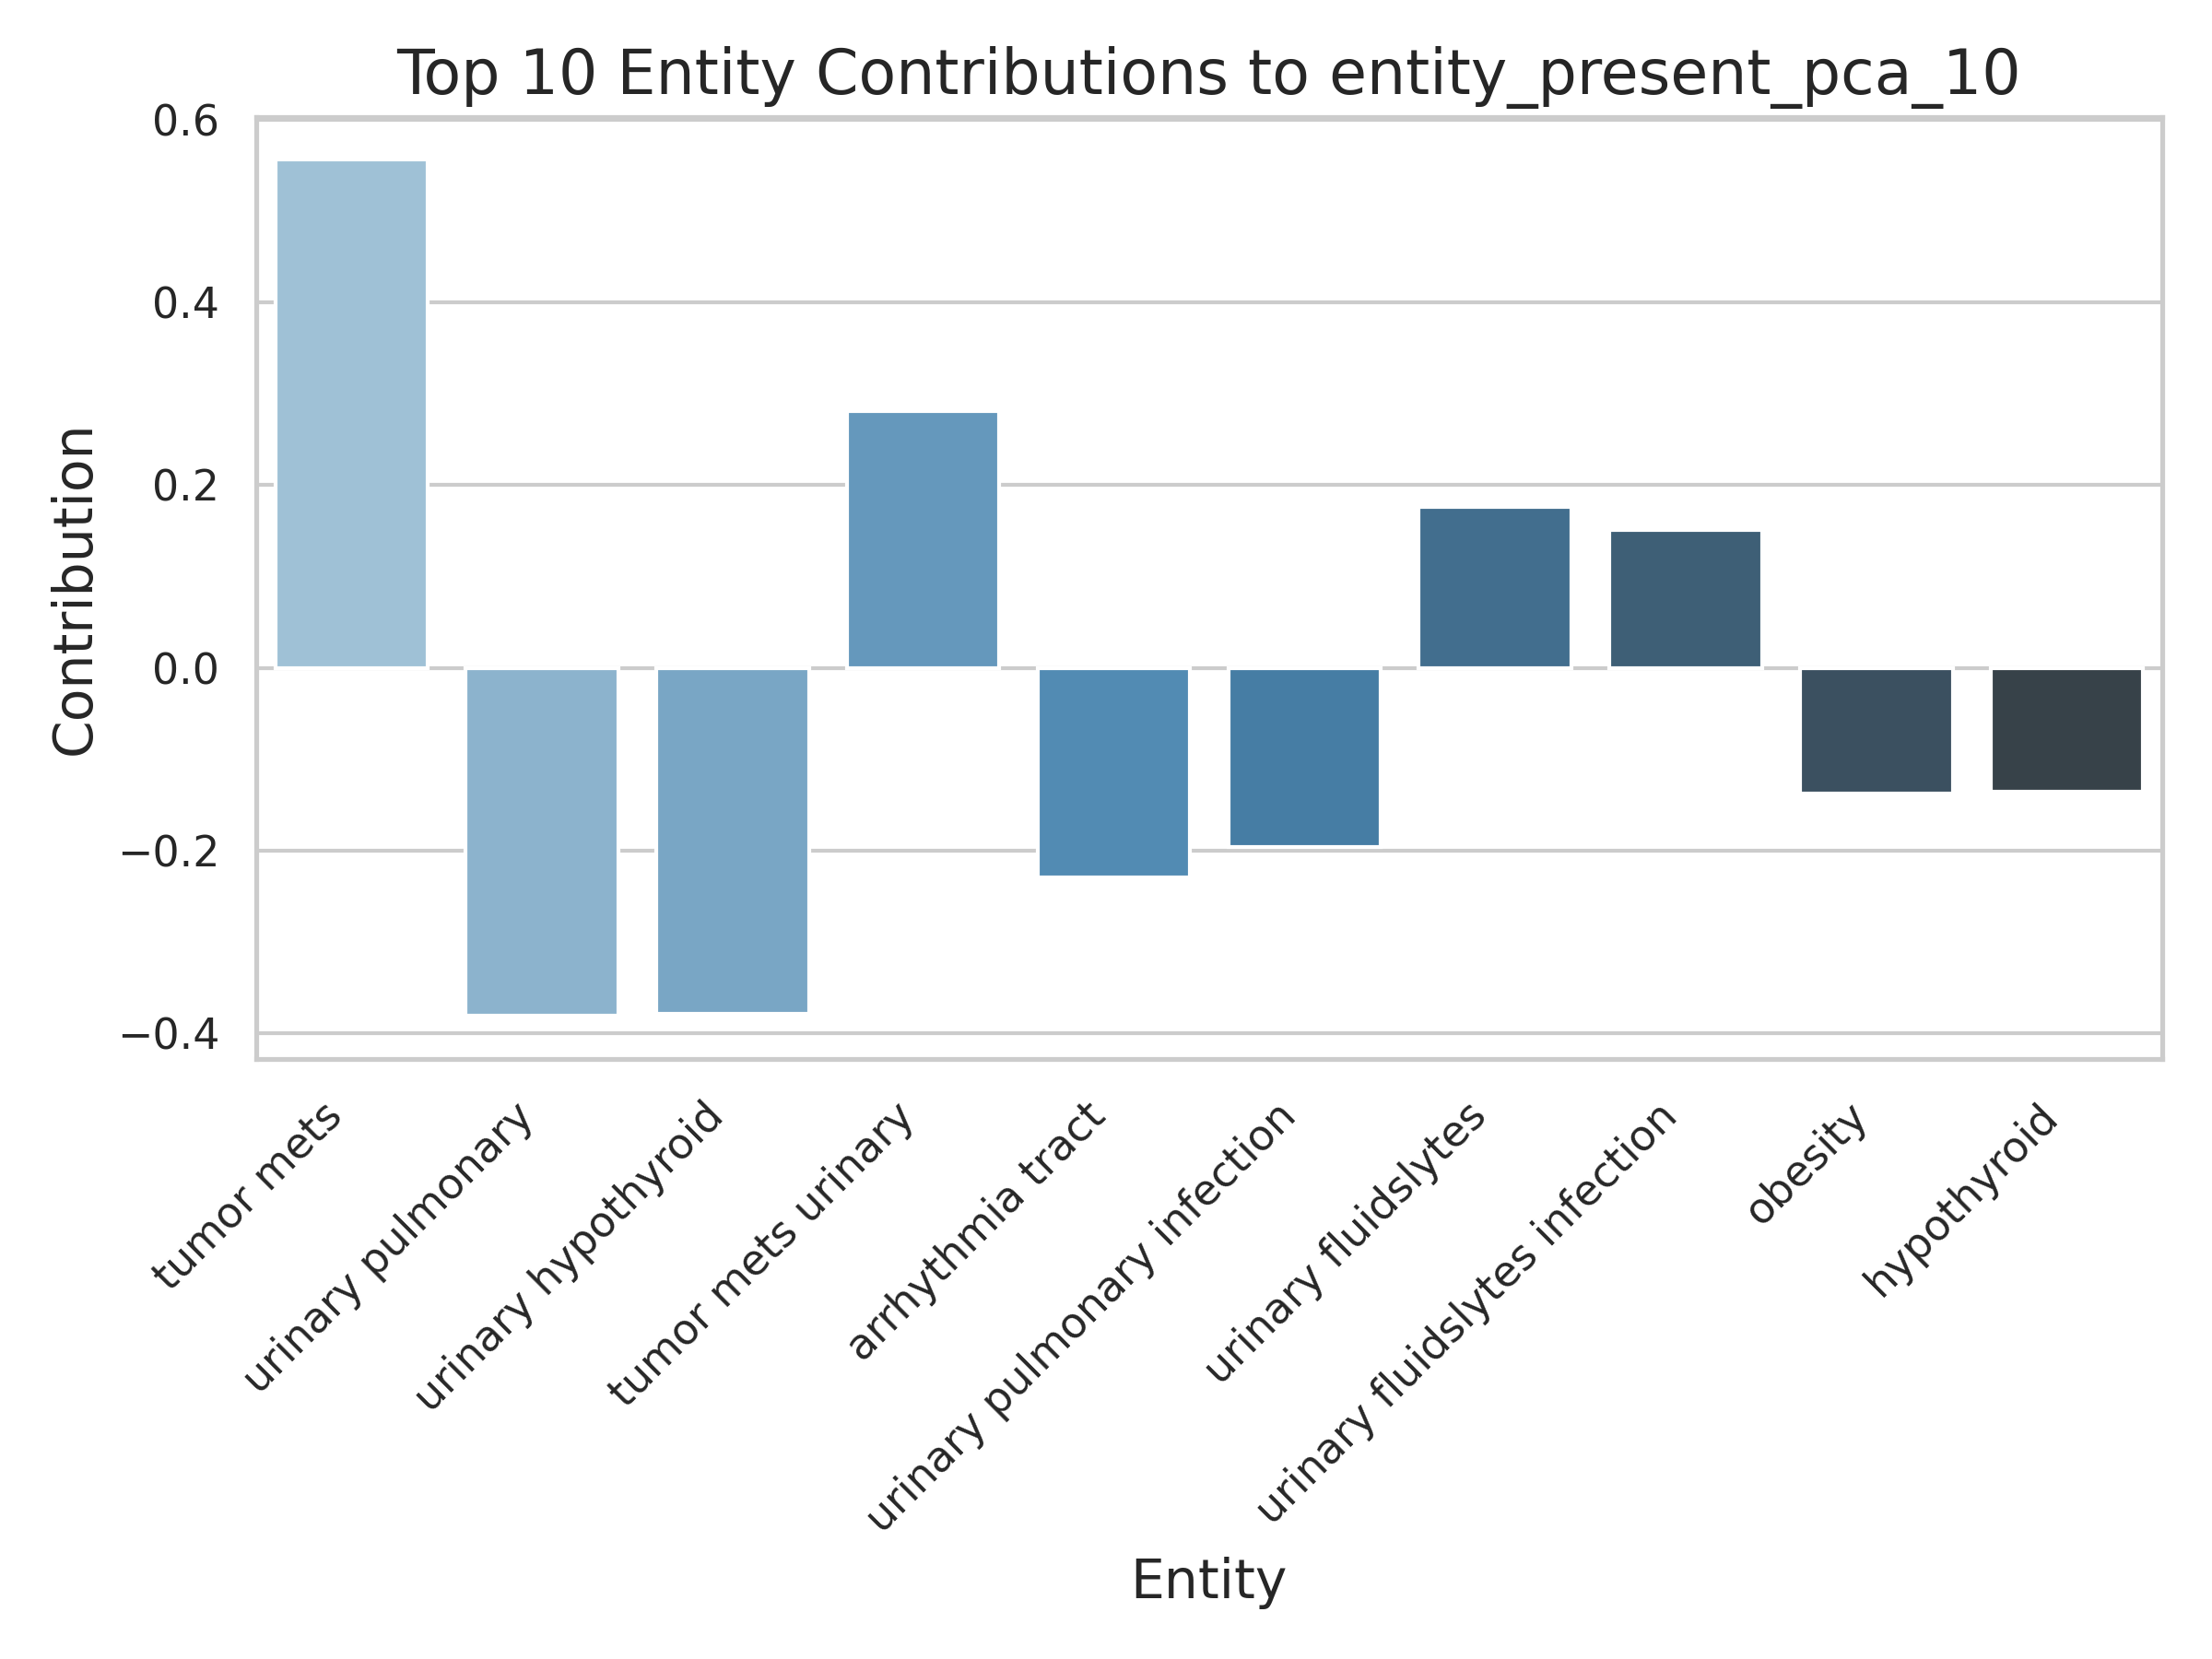 Top 10 Entity Contributions to entity_present_pca_10
Contribution
0.6
0.4
0.2
0.0
−0.2
−0.4
tumor mets
urinary pulmonary
urinary hypothyroid
tumor mets urinary
arrhythmia tract
urinary pulmonary infection
urinary fluidslytes
urinary fluidslytes infection
obesity
hypothyroid
Entity